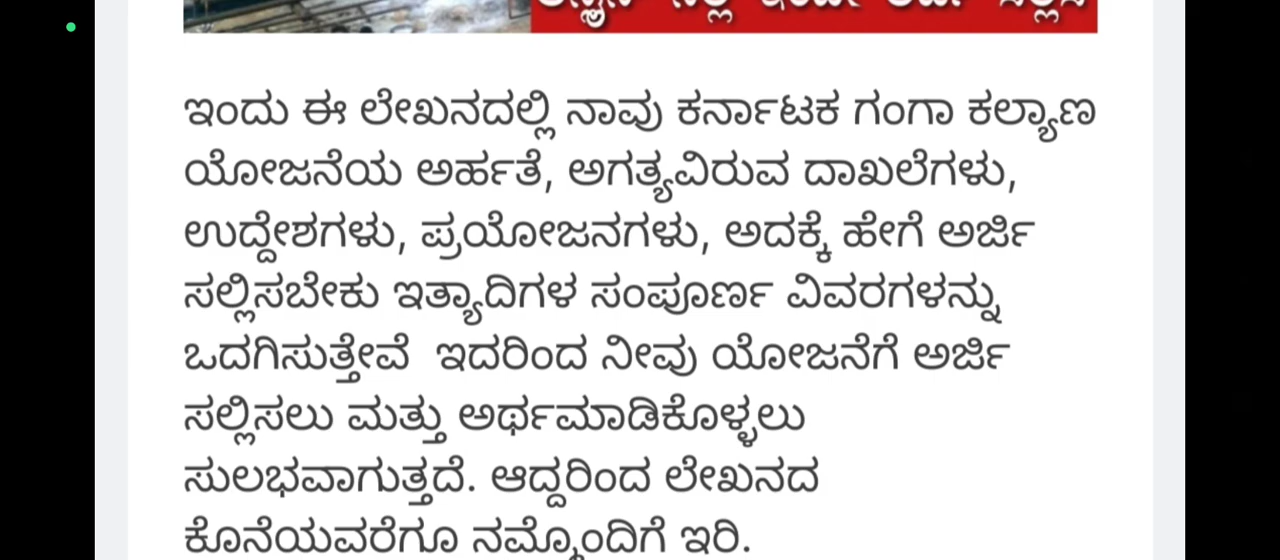 ಇಂದು ಈ ಲೇಖನದಲ್ಲಿ ನಾವು ಕರ್ನಾಟಕ ಗಂಗಾ ಕಲ್ಯಾಣ
ಯೋಜನೆಯ ಅರ್ಹತೆ, ಅಗತ್ಯವಿರುವ ದಾಖಲೆಗಳು,
ಉದ್ದೇಶಗಳು, ಪ್ರಯೋಜನಗಳು, ಅದಕ್ಕೆ ಹೇಗೆ ಅರ್ಜಿ
ಸಲ್ಲಿಸಬೇಕು ಇತ್ಯಾದಿಗಳ ಸಂಪೂರ್ಣ ವಿವರಗಳನ್ನು
ಒದಗಿಸುತ್ತೇವೆ ಇದರಿಂದ ನೀವು ಯೋಜನೆಗೆ ಅರ್ಜಿ
ಸಲ್ಲಿಸಲು ಮತ್ತು ಅರ್ಥಮಾಡಿಕೊಳ್ಳಲು
ಸುಲಭವಾಗುತ್ತದೆ. ಆದ್ದರಿಂದ ಲೇಖನದ
ಕೊನೆಯವರೆಗೂ ನಮ್ಮೊಂದಿಗೆ ಇರಿ.